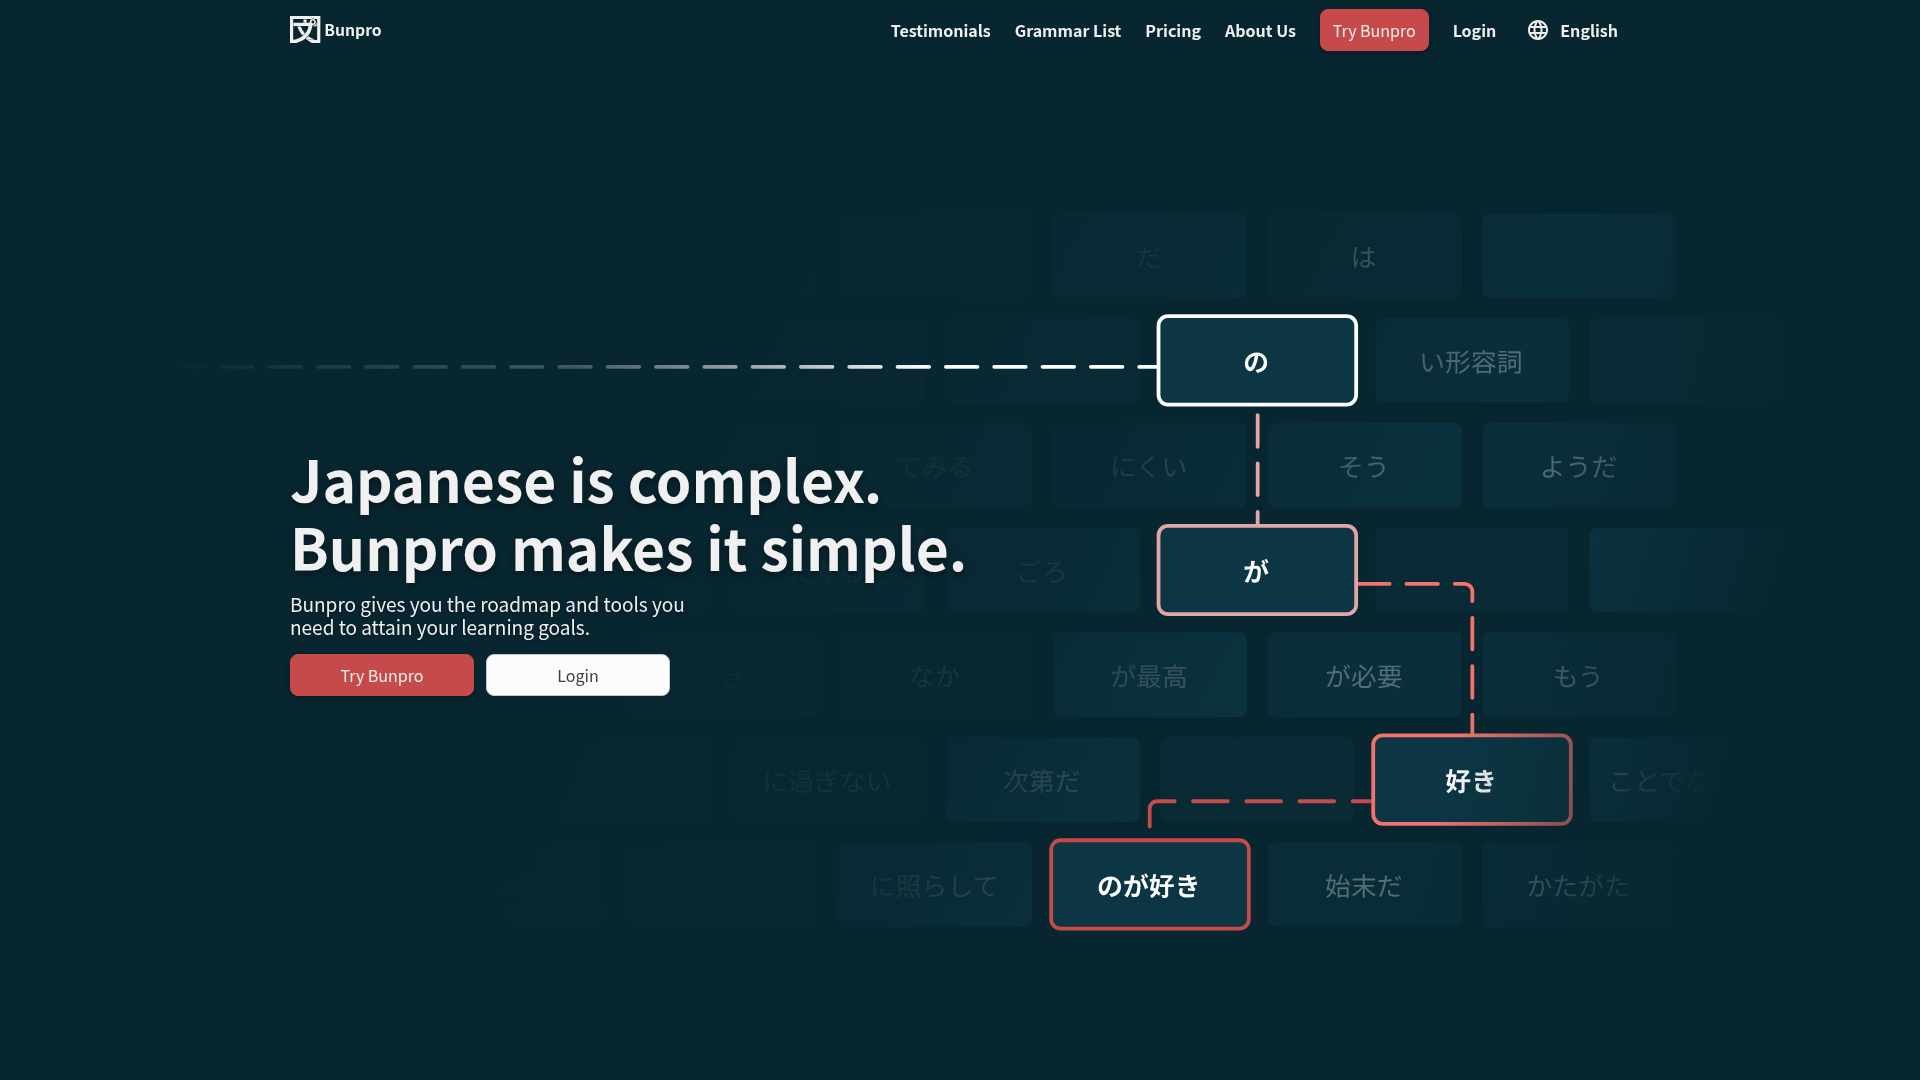 Bunpro
Testimonials
Grammar List
Pricing
About Us
Try Bunpro
Login
English
だ
は
の
い形容詞
てみる
にくい
そう
ようだ
Japanese is complex.
Bunpro makes it simple.
ごろ
が
Bunpro gives you the roadmap and tools you
need to attain your learning goals.
Try Bunpro
Login
なか
が最高
が必要
もう
に過ぎない
次第だ
好き
ことでな
に照らして
のが好き
始末だ
かたがた